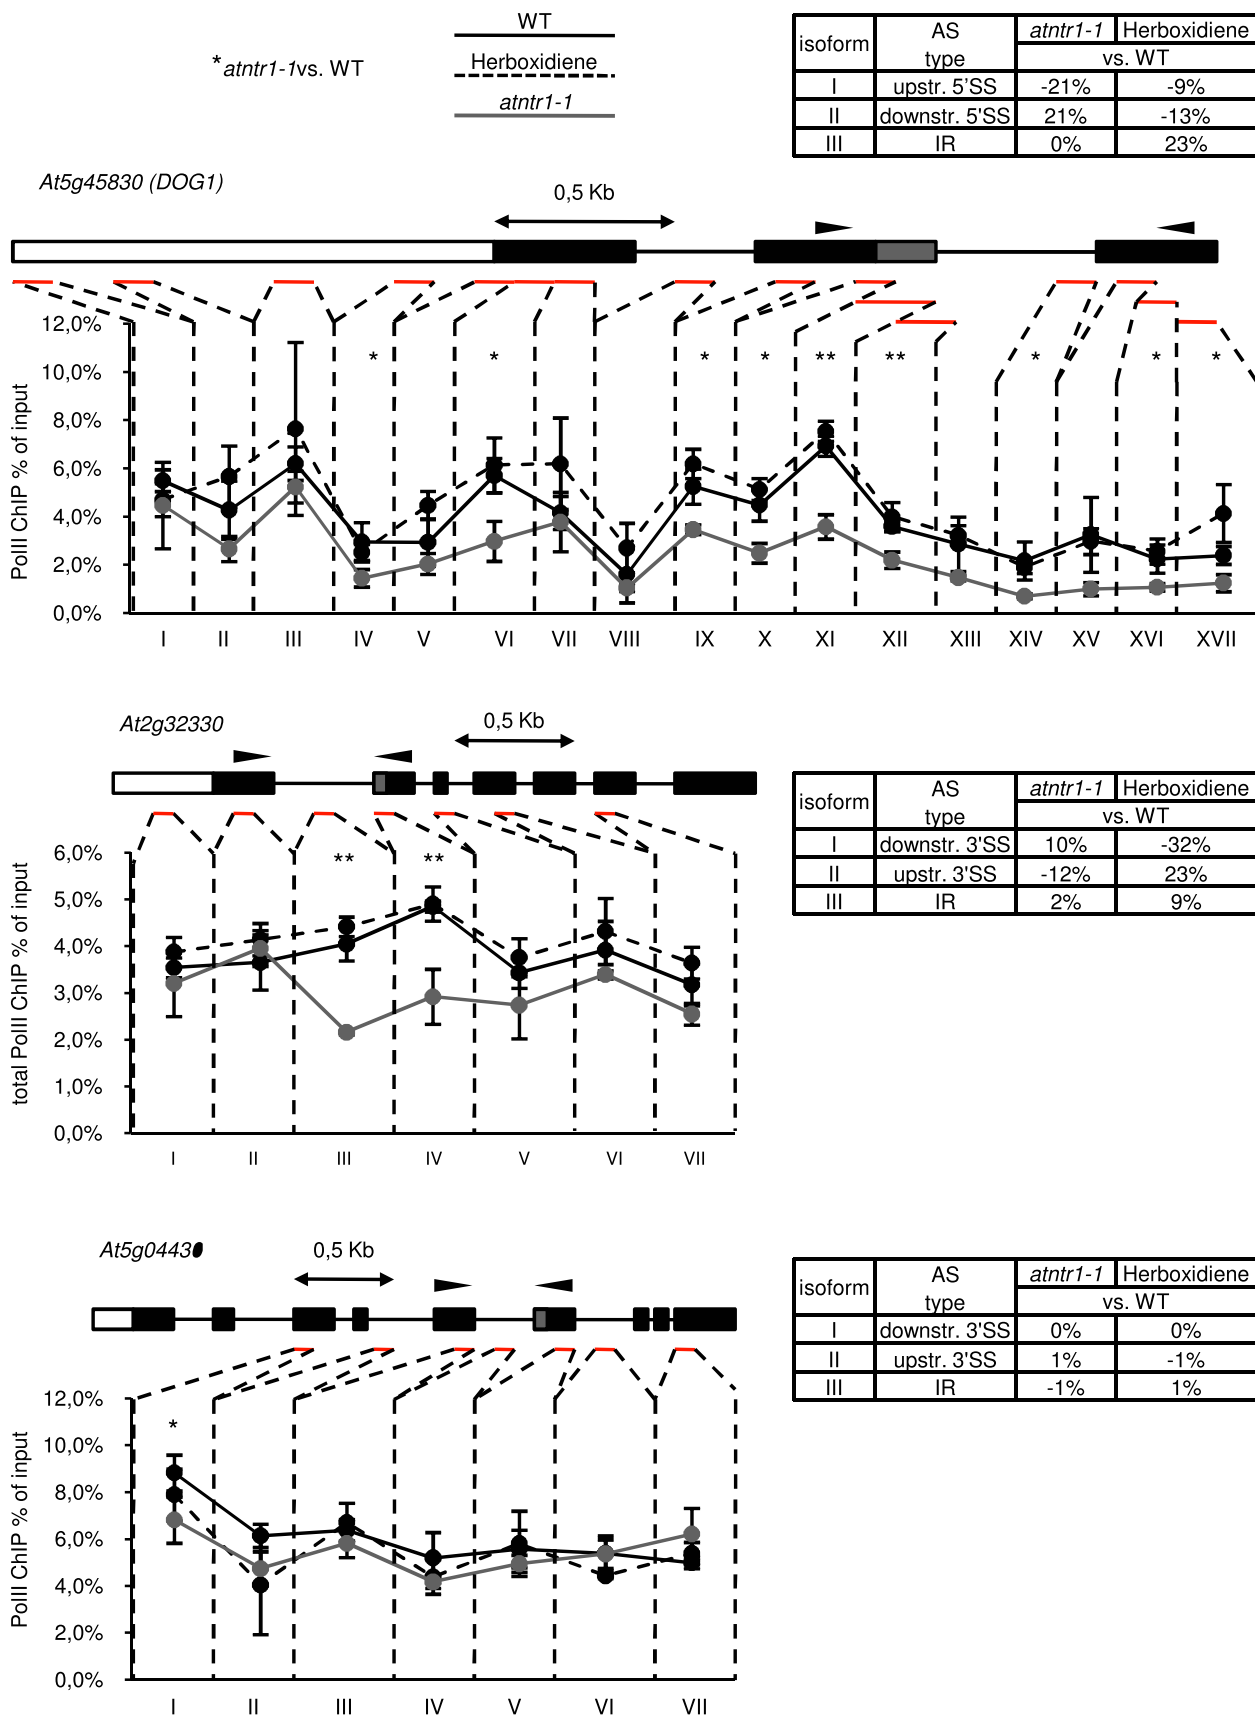 WT
Herboxidiene
atntr1-1
*atntr1-1vs. WT
isoform AS type atntr1-1 Herboxidiene
vs. WT
I upstr. 5'SS -21% -9%
II downstr. 5'SS 21% -13%
III IR 0% 23%
At5g45830 (DOG1)
0,5 Kb
PolII ChIP % of input
12,0%
10,0%
8,0%
6,0%
4,0%
2,0%
0,0%
* * * * ** ** * * *
I II III IV V VI VII VIII IX X XI XII XIII XIV XV XVI XVII
At2g32330
0,5 Kb
isoform AS type atntr1-1 Herboxidiene
vs. WT
I downstr. 3'SS 10% -32%
II upstr. 3'SS -12% 23%
III IR 2% 9%
total PolII ChIP % of input
6,0%
5,0%
4,0%
3,0%
2,0%
1,0%
0,0%
** **
I II III IV V VI VII
At5g04430
0,5 Kb
isoform AS type atntr1-1 Herboxidiene
vs. WT
I downstr. 3'SS 0% 0%
II upstr. 3'SS 1% -1%
III IR -1% 1%
PolII ChIP % of input
12,0%
10,0%
8,0%
6,0%
4,0%
2,0%
0,0%
*
I II III IV V VI VII